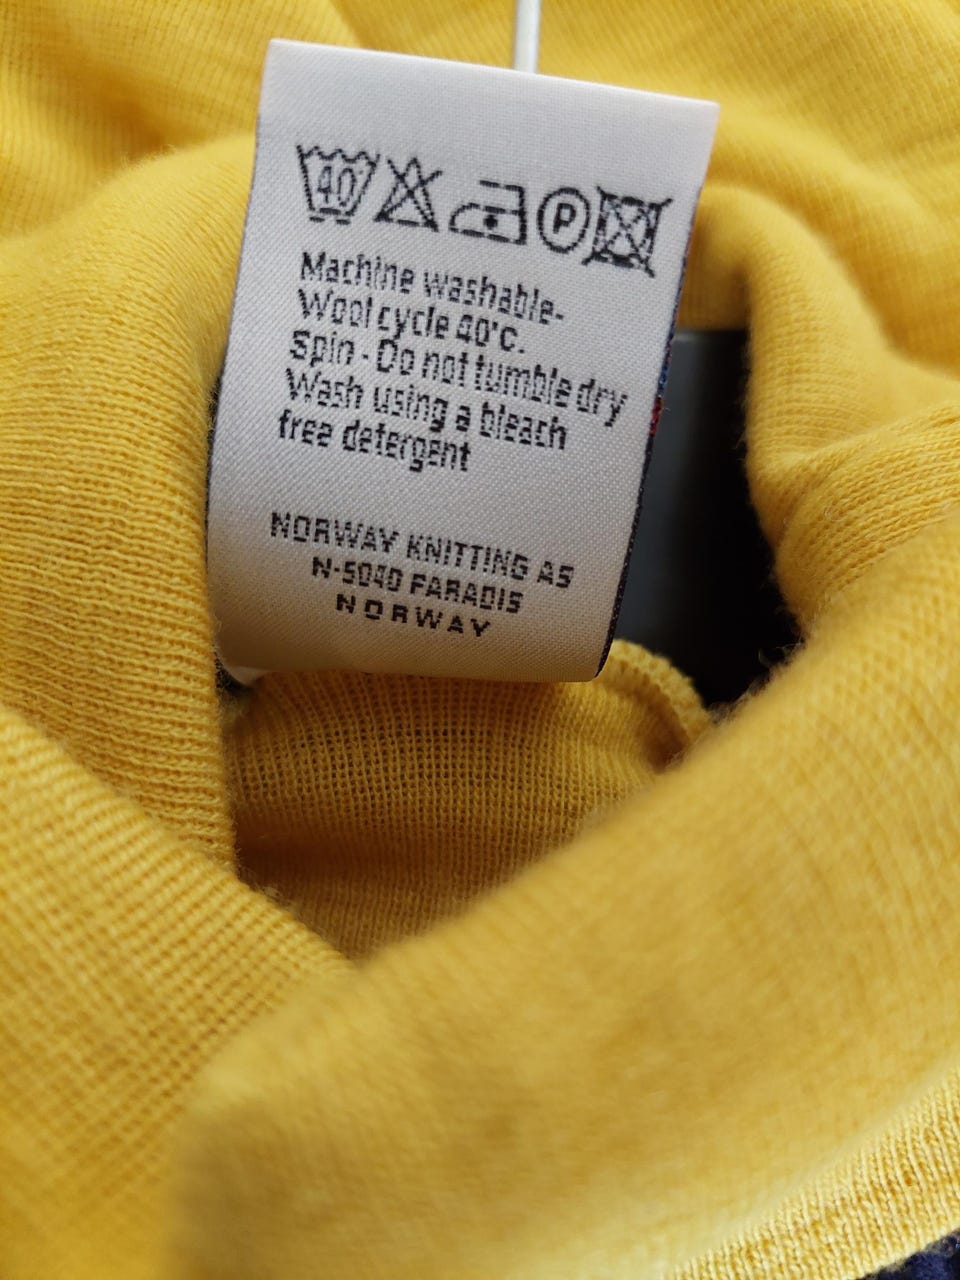 40 P
Machine washable-
Wool cycle 40°c.
Spin - Do not tumble dry
Wash using a bleach
free detergent
NORWAY KNITTING AS
N-5040 PARADIS
NORWAY